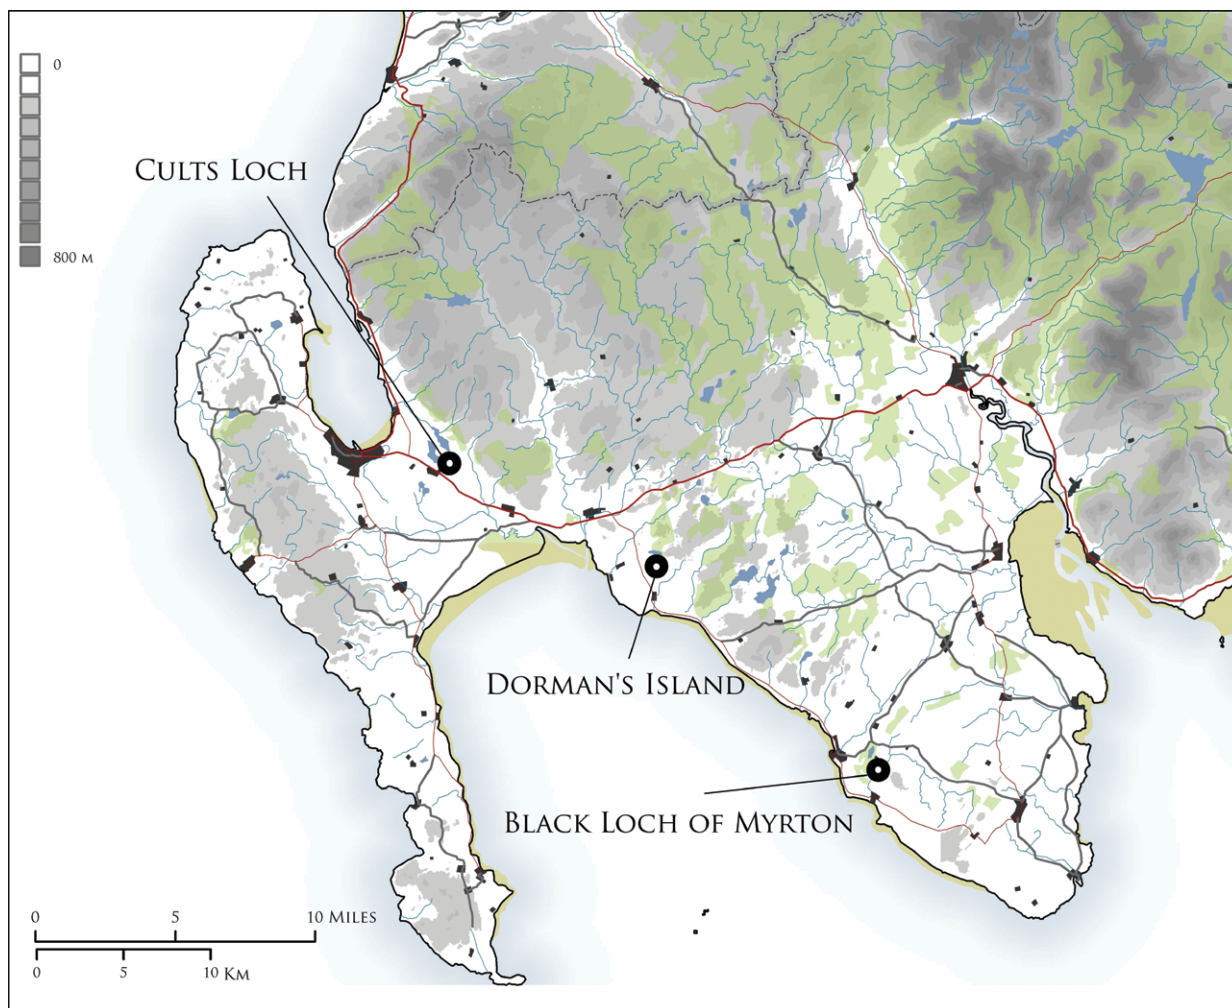 0
800 M
CULTS LOCH
DORMAN'S ISLAND
BLACK LOCH OF MYRTON
0 5 10 MILES
0 5 10 KM